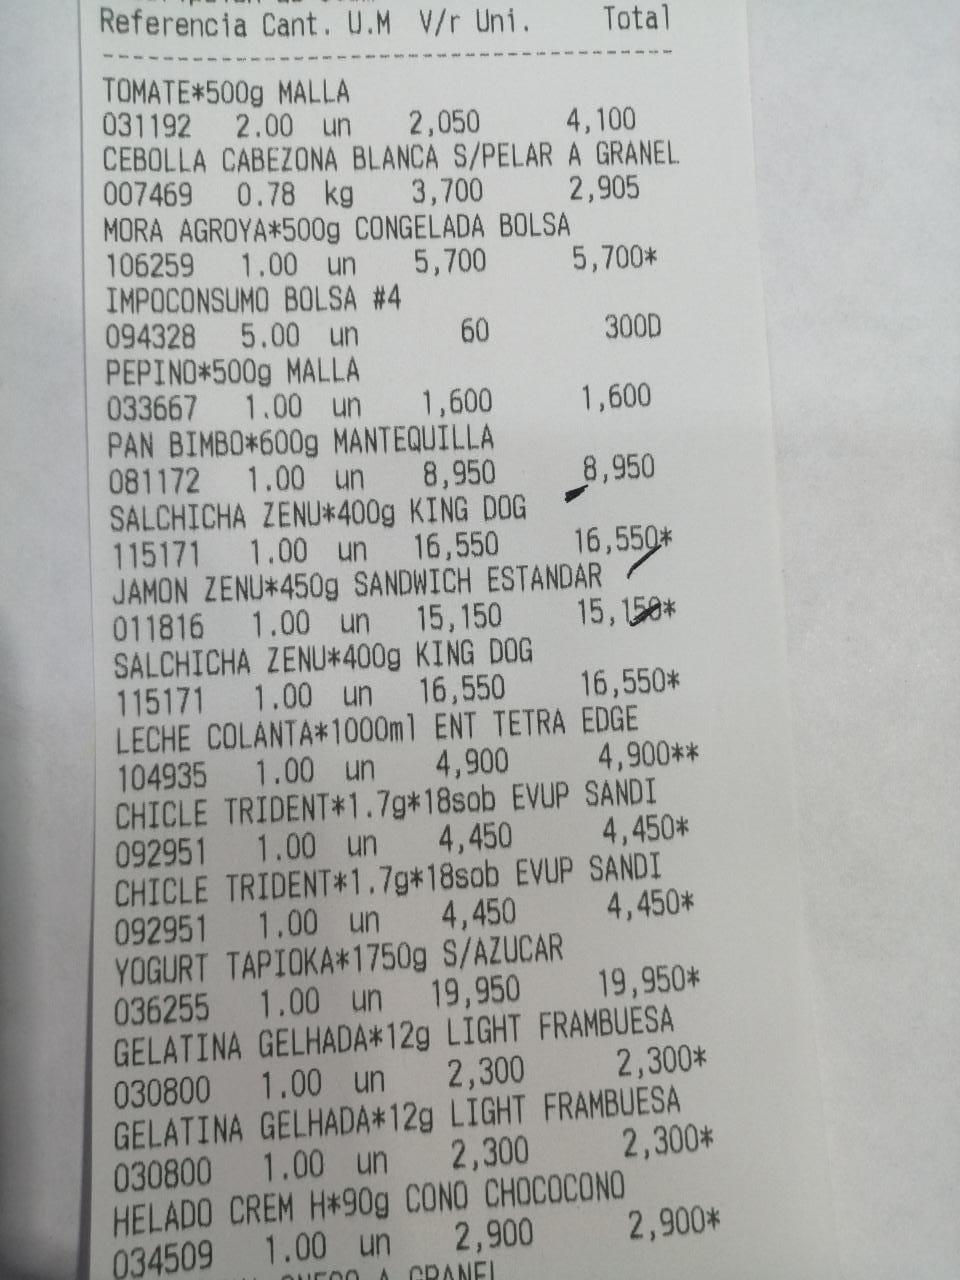 Referencia Cant. U.M V/r Uni. Total
--------------------------------------
TOMATE*500g MALLA
031192 2.00 un 2,050 4,100
CEBOLLA CABEZONA BLANCA S/PELAR A GRANEL
007469 0.78 kg 3,700 2,905
MORA AGROYA*500g CONGELADA BOLSA
106259 1.00 un 5,700 5,700*
IMPOCONSUMO BOLSA #4
094328 5.00 un 60 300D
PEPINO*500g MALLA
033667 1.00 un 1,600 1,600
PAN BIMBO*600g MANTEQUILLA
081172 1.00 un 8,950 8,950
SALCHICHA ZENU*400g KING DOG
115171 1.00 un 16,550 16,550*
JAMON ZENU*450g SANDWICH ESTANDAR
011816 1.00 un 15,150 15,150*
SALCHICHA ZENU*400g KING DOG
115171 1.00 un 16,550 16,550*
LECHE COLANTA*1000ml ENT TETRA EDGE
104935 1.00 un 4,900 4,900**
CHICLE TRIDENT*1.7g*18sob EVUP SANDI
092951 1.00 un 4,450 4,450*
CHICLE TRIDENT*1.7g*18sob EVUP SANDI
092951 1.00 un 4,450 4,450*
YOGURT TAPIOKA*1750g S/AZUCAR
036255 1.00 un 19,950 19,950*
GELATINA GELHADA*12g LIGHT FRAMBUESA
030800 1.00 un 2,300 2,300*
GELATINA GELHADA*12g LIGHT FRAMBUESA
030800 1.00 un 2,300 2,300*
HELADO CREM H*90g CONO CHOCOCONO
034509 1.00 un 2,900 2,900*
A GRANEL